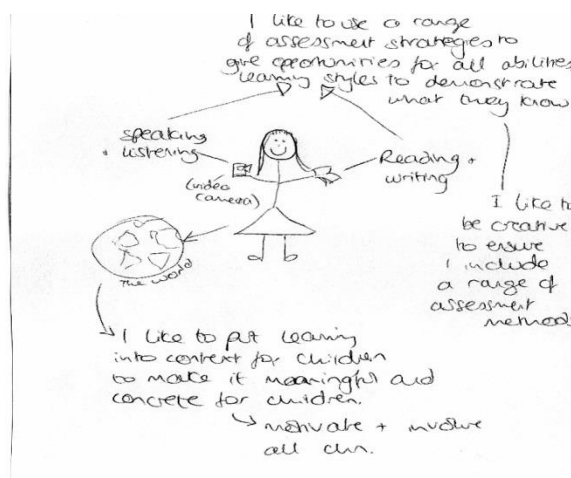 I like to use a range
of assessment strategies to
give opportunities for all abilities
learning styles to demonstrate
what they know
speaking
+ listening
(video
camera)
Reading +
writing
I like to
be creative
to ensure
I include
a range of
assessment
methods
The world
I like to put learning
into context for children
to make it meaningful and
concrete for children.
motivate + involve
all chn.